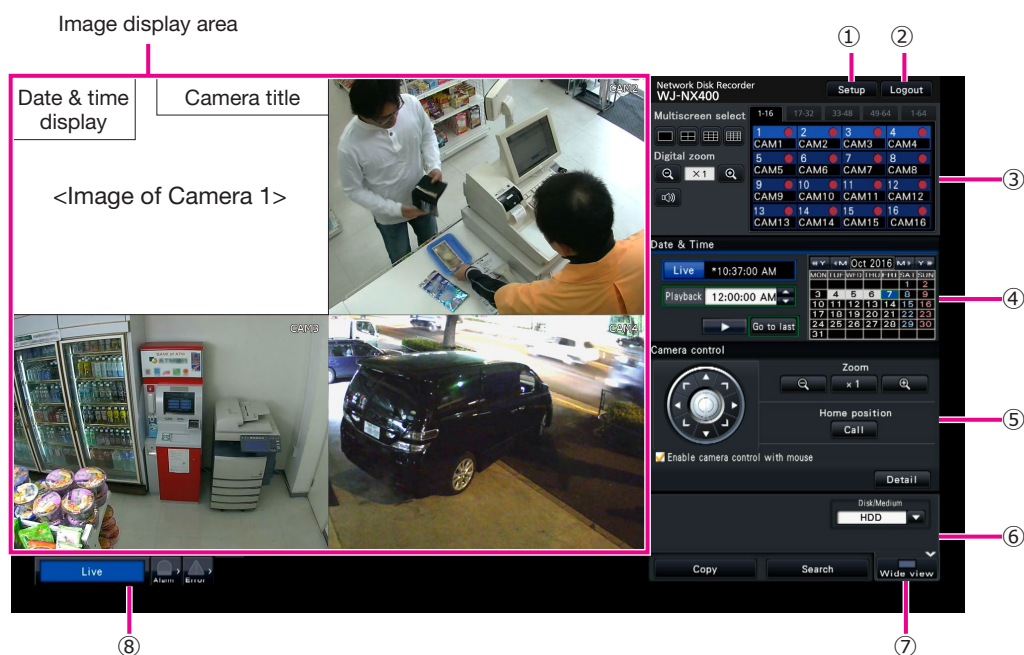 Image display area
① ②
Date & time display
Camera title
CAM2
<Image of Camera 1>
CAM3
CAM4
Network Disk Recorder
WJ-NX400
Setup Logout
Multiscreen select
1-16 17-32 33-48 49-64 1-64
1 2 3 4
CAM1 CAM2 CAM3 CAM4
5 6 7 8
CAM5 CAM6 CAM7 CAM8
9 10 11 12
CAM9 CAM10 CAM11 CAM12
13 14 15 16
CAM13 CAM14 CAM15 CAM16
Digital zoom
×1
③
Date & Time
Live *10:37:00 AM
Playback 12:00:00 AM
Go to last
«Y ‹M Oct 2016 M› Y»
MON TUE WED THU FRI SAT SUN
1 2
3 4 5 6 7 8 9
10 11 12 13 14 15 16
17 18 19 20 21 22 23
24 25 26 27 28 29 30
31
④
Camera control
Zoom
×1
Home position
Call
⑤
Enable camera control with mouse
Detail
Disk/Medium
HDD
⑥
Copy Search Wide view
Live Alarm Error
⑧ ⑦